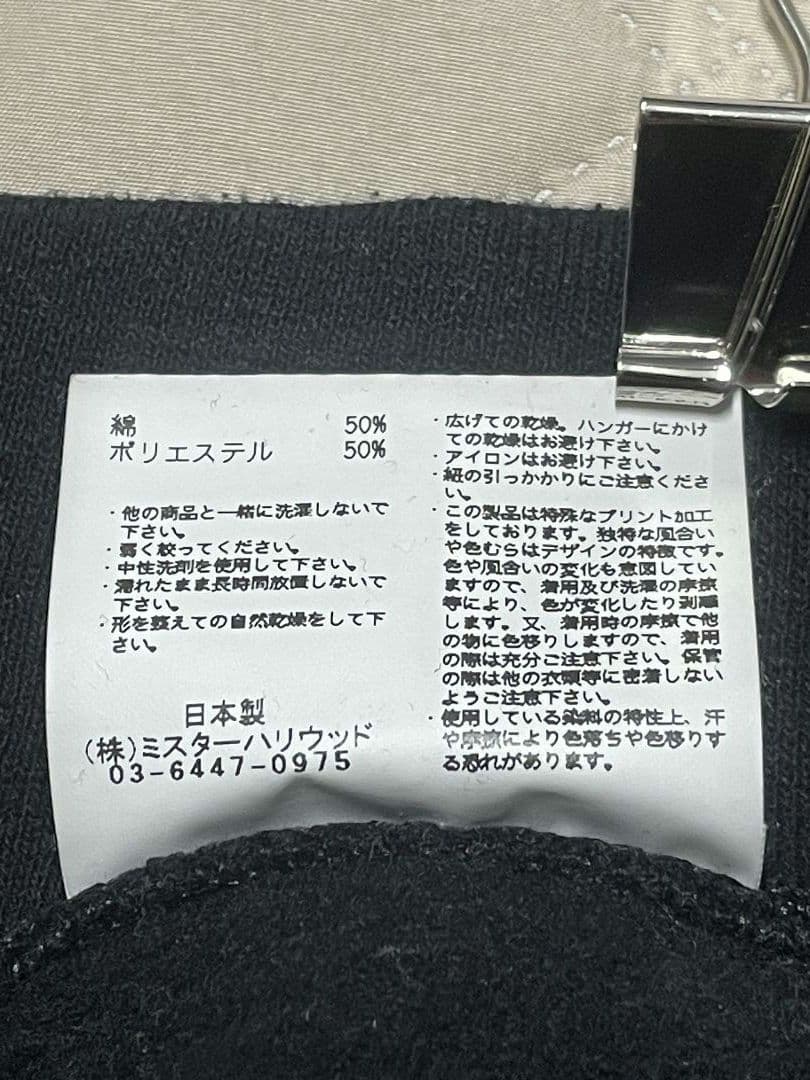 綿 50%
ポリエステル 50%
・他の商品と一緒に洗濯しないで
下さい。
・弱く絞ってください。
・中性洗剤を使用して下さい。
・濡れたまま長時間放置しないで
下さい。
・形を整えての自然乾燥をして下
さい。
日本製
(株)ミスターハリウッド
03-6447-0975
・広げての乾燥。ハンガーにかけ
ての乾燥はお避け下さい。
・アイロンはお避け下さい。
・紐の引っかかりにご注意くださ
い。
・この製品は特殊なプリント加工
をしております。独特な風合い
や色むらはデザインの特徴です。
色や風合いの変化も意図してい
ますので、着用及び洗濯の摩擦
等により、色が変化したり剥離
します。又、着用時の摩擦で他
の物に色移りしますので、着用
の際は充分ご注意下さい。保管
の際は他の衣類等に密着しない
ようご注意下さい。
・使用している染料の特性上、汗
や摩擦により色落ちや色移りす
る恐れがあります。